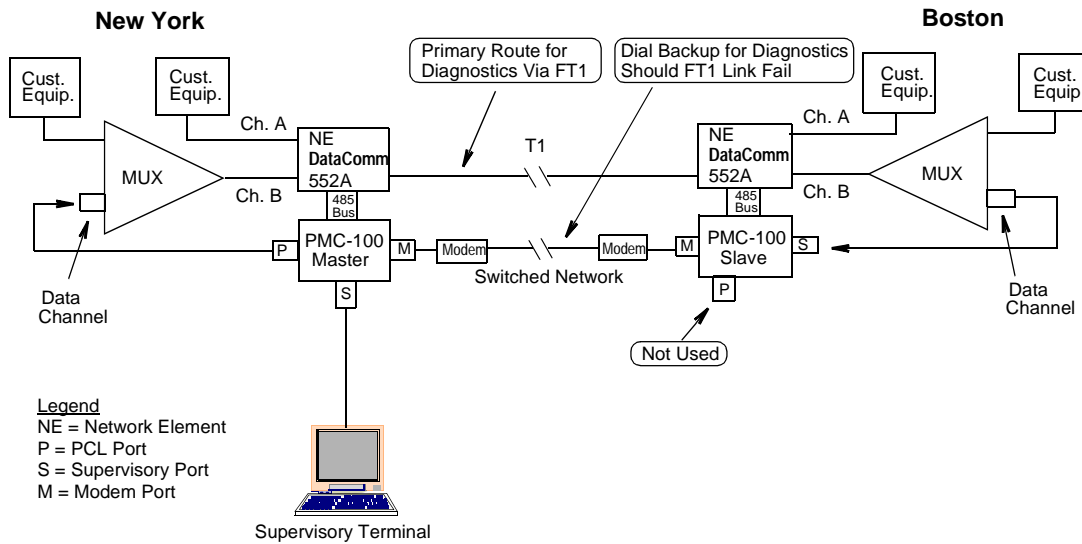 New York
Boston
Primary Route for
Diagnostics Via FT1
Dial Backup for Diagnostics
Should FT1 Link Fail
Cust.
Equip.
Cust.
Equip.
Cust.
Equip.
Cust.
Equip.
Ch. A
Ch. A
MUX
NE
DataComm
552A
T1
NE
DataComm
552A
MUX
Ch. B
Ch. B
485
Bus
485
Bus
P
PMC-100
Master
M
Modem
Modem
M
PMC-100
Slave
S
Switched Network
S
P
Data
Channel
Data
Channel
Not Used
Legend
NE = Network Element
P = PCL Port
S = Supervisory Port
M = Modem Port
Supervisory Terminal